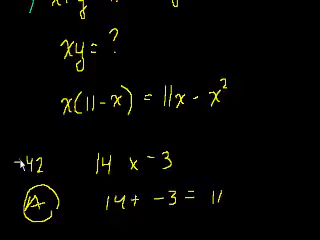 xy = ?
x(11-x) = 11x - x²
-42 14 x -3
A 14 + -3 = 11